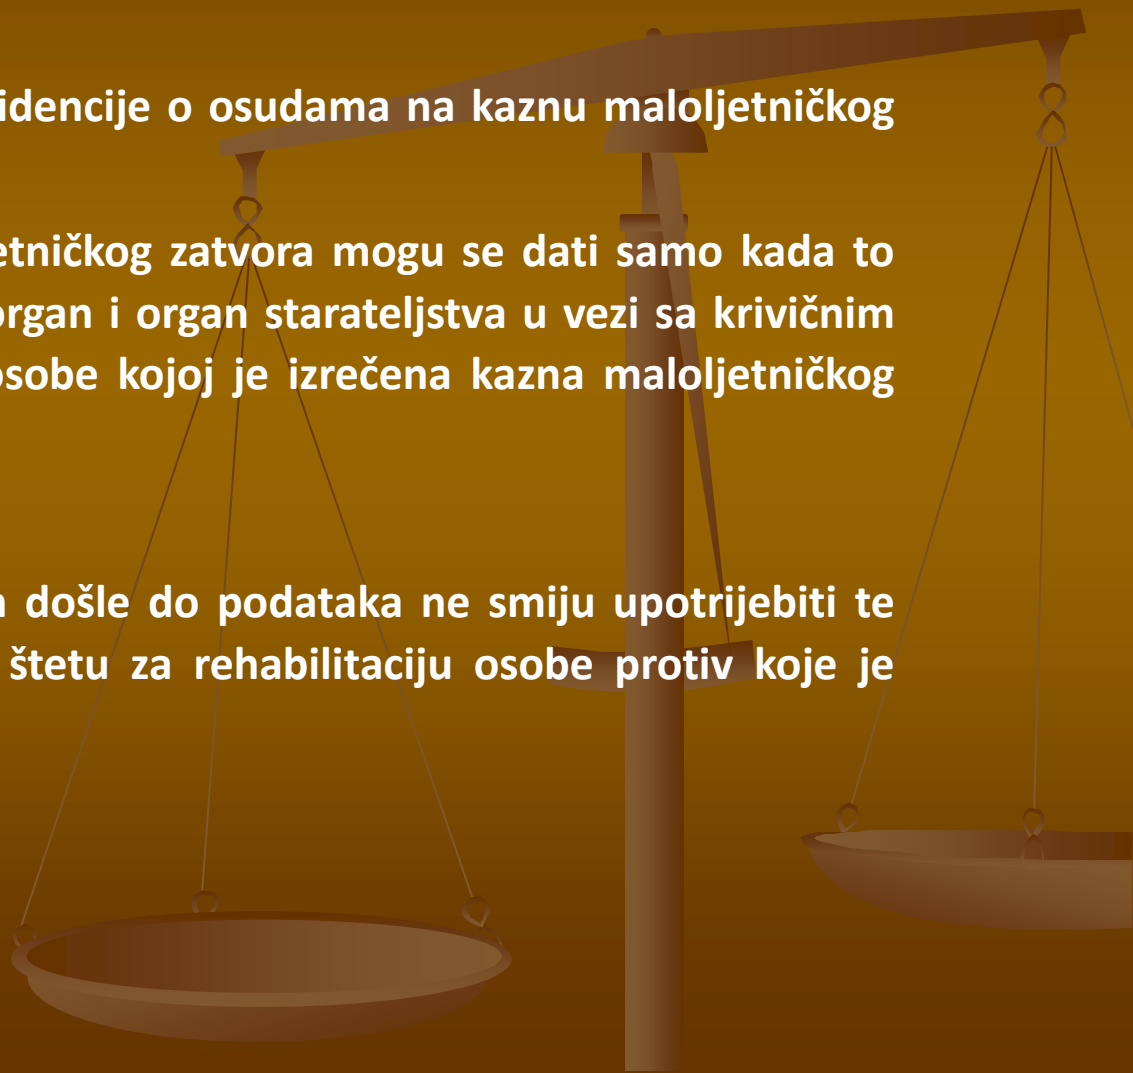 idencije o osudama na kaznu maloljetničkog
etničkog zatvora mogu se dati samo kada to
organ i organ starateljstva u vezi sa krivičnim
osobe kojoj je izrečena kazna maloljetničkog
došle do podataka ne smiju upotrijebiti te
štetu za rehabilitaciju osobe protiv koje je